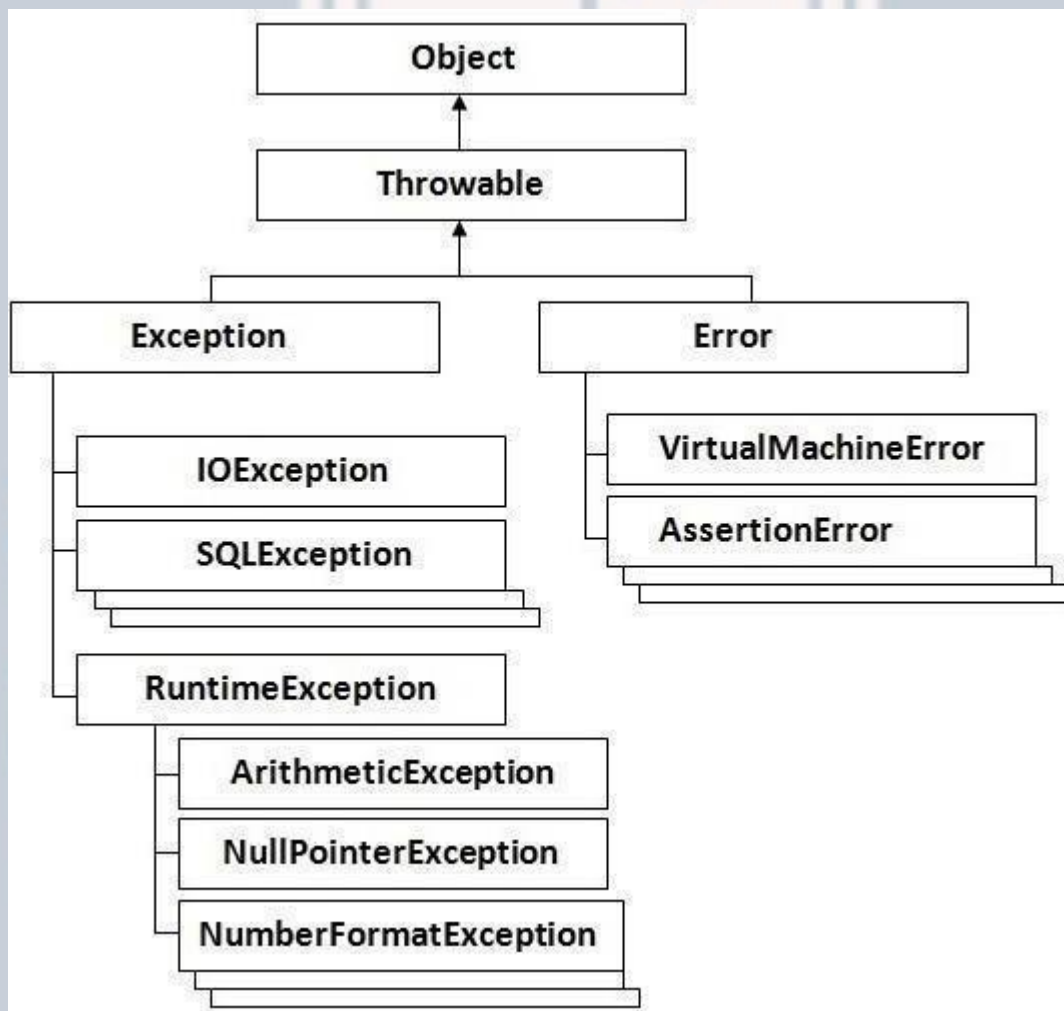 Object
Throwable
Exception
Error
IOException
SQLException
RuntimeException
ArithmeticException
NullPointerException
NumberFormatException
VirtualMachineError
AssertionError